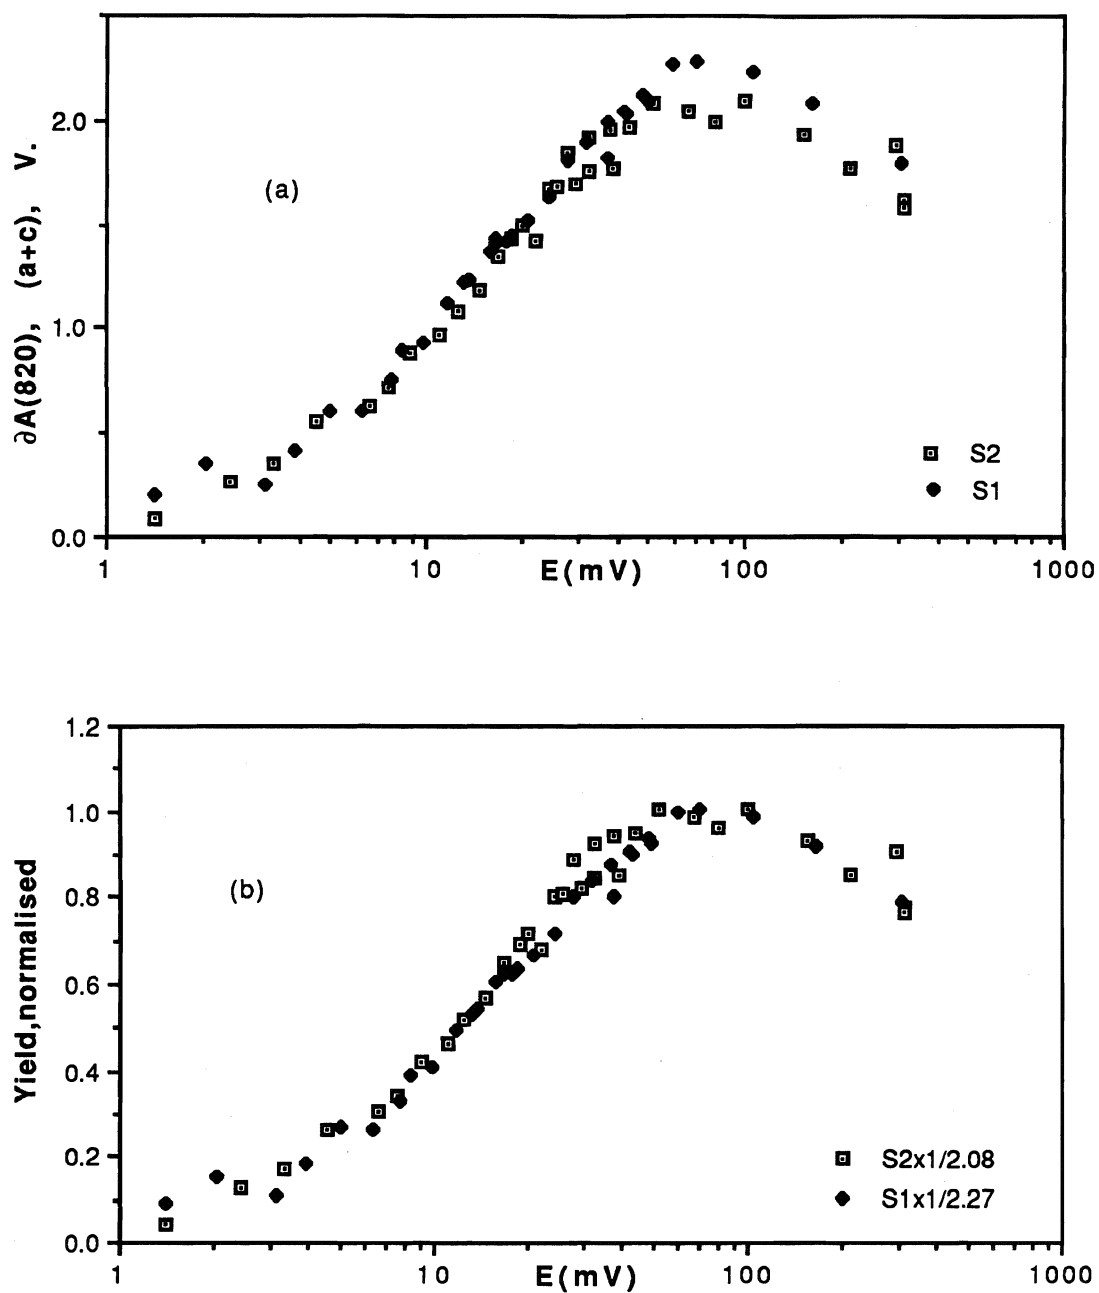 ∂A(820), (a+c), V.
2.0
1.0
0.0
(a)
S2
S1
1
10
100
1000
E(mV)
Yield,normalised
1.2
1.0
0.8
0.6
0.4
0.2
0.0
(b)
S2x1/2.08
S1x1/2.27
1
10
100
1000
E(mV)